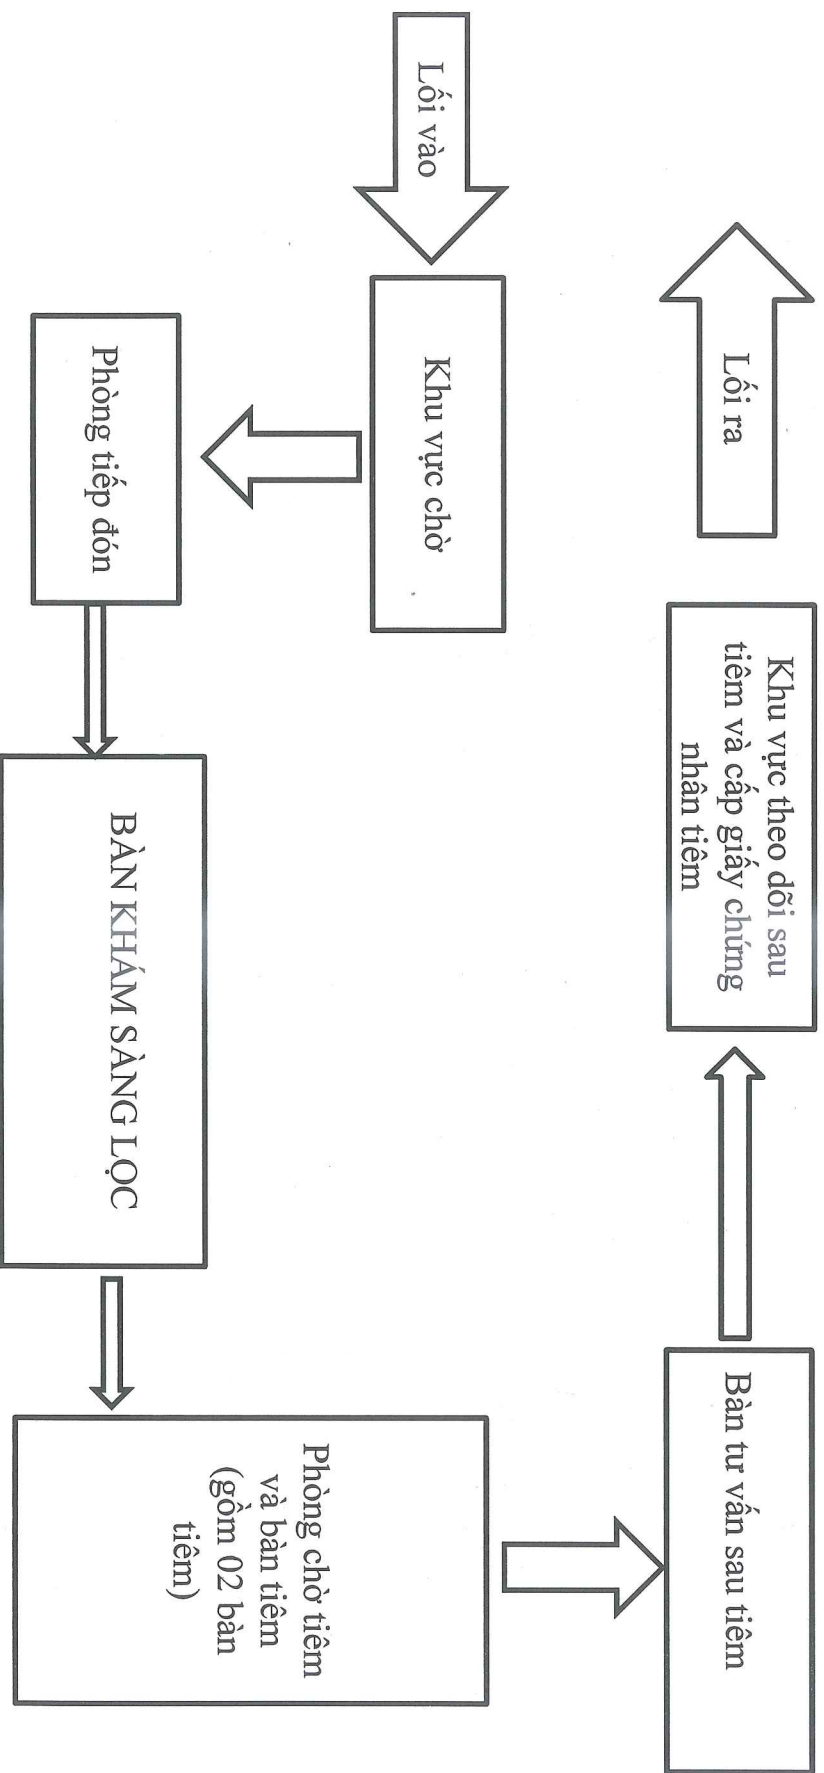 Lối vào
Khu vực chờ
Phòng tiếp đón
BÀN KHÁM SÀNG LỌC
Phòng chờ tiêm
và bàn tiêm
(gồm 02 bàn
tiêm)
Bàn tư vấn sau tiêm
Khu vực theo dõi sau
tiêm và cấp giấy chứng
nhân tiêm
Lối ra